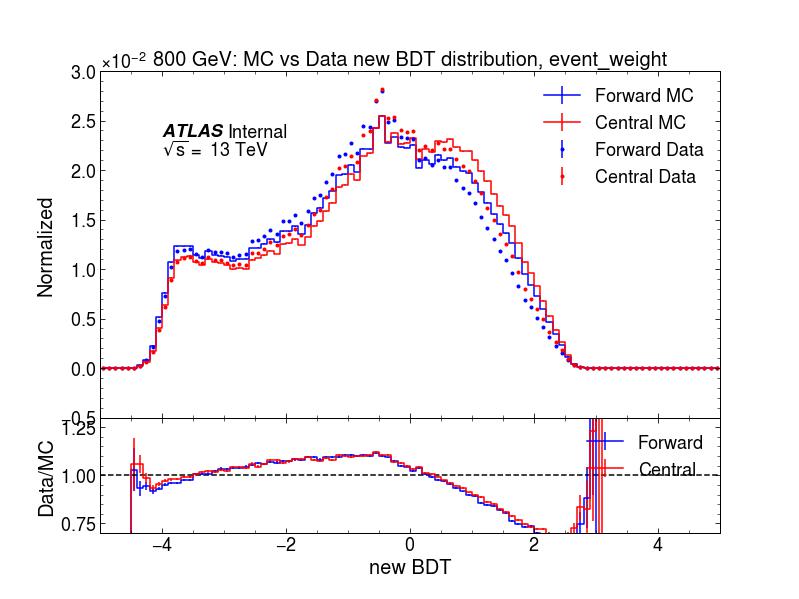 ×10⁻² 800 GeV: MC vs Data new BDT distribution, event_weight
3.0
2.5
2.0
1.5
1.0
0.5
0.0
0.5
Normalized
ATLAS Internal
√s = 13 TeV
Forward MC
Central MC
Forward Data
Central Data
1.25
1.00
0.75
Data/MC
Forward
Central
−4 −2 0 2 4
new BDT